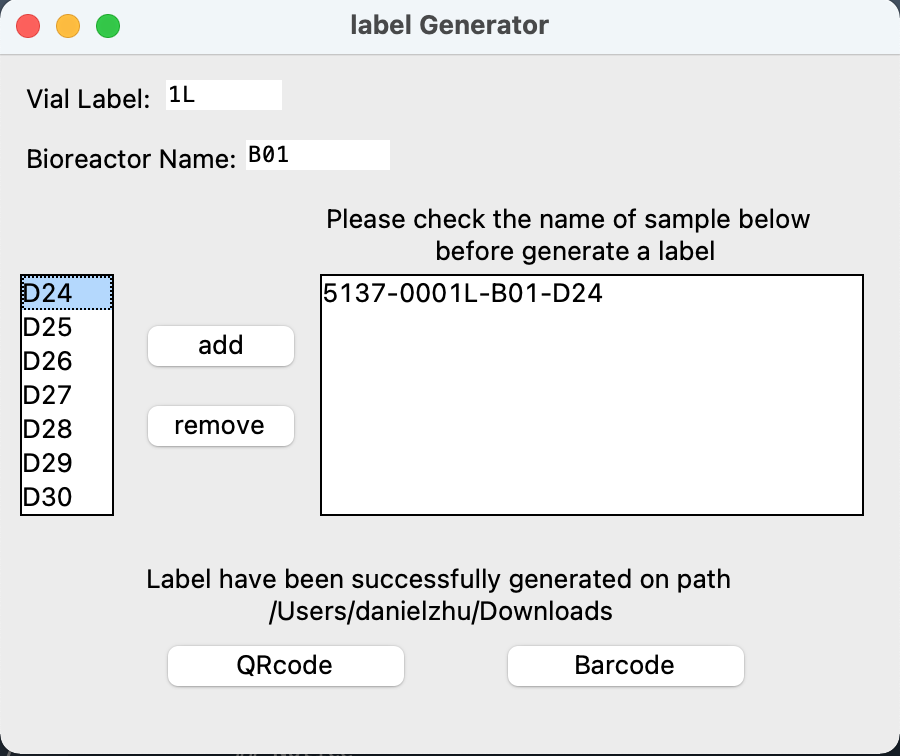 label Generator
Vial Label: 1L
Bioreactor Name: B01
Please check the name of sample below
before generate a label
D24
D25
D26
D27
D28
D29
D30
add
remove
5137-0001L-B01-D24
Label have been successfully generated on path
/Users/danielzhu/Downloads
QRcode
Barcode